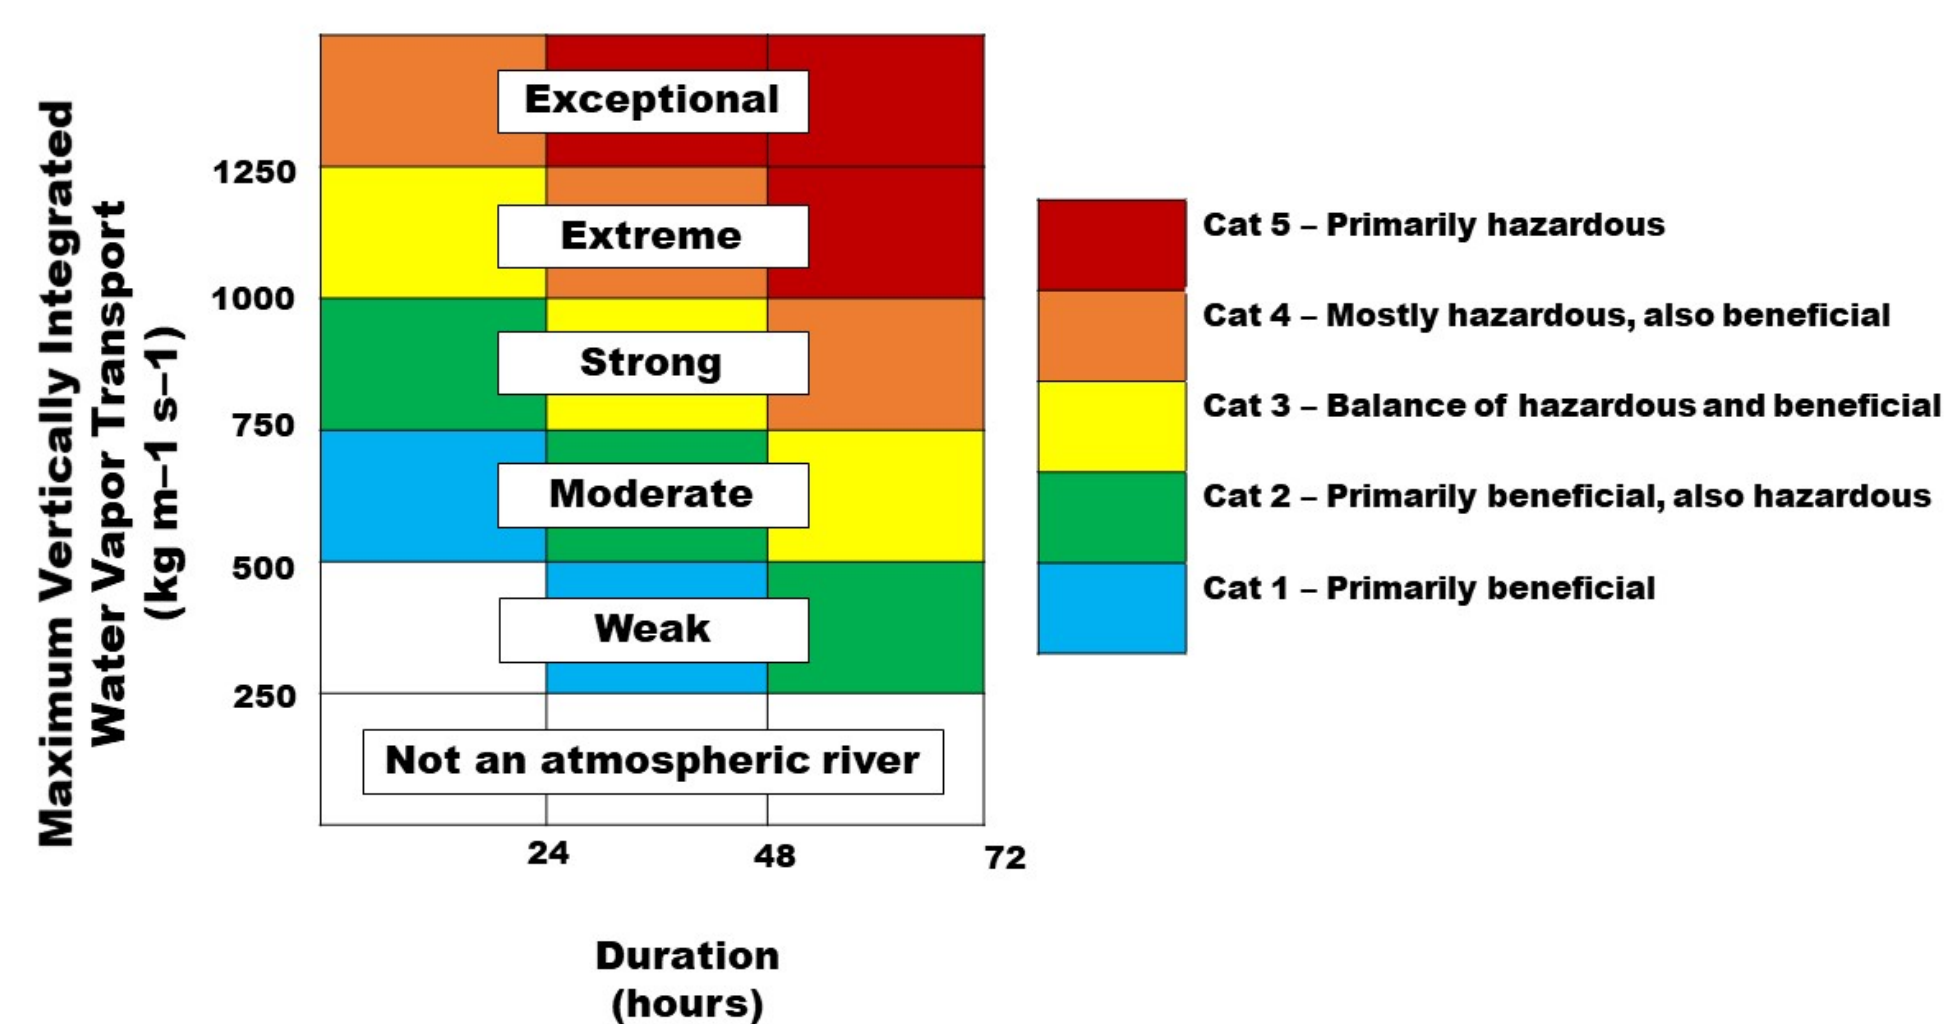 Maximum Vertically Integrated
Water Vapor Transport
(kg m–1 s–1)
Exceptional
1250
Extreme
1000
Strong
750
Moderate
500
Weak
250
Not an atmospheric river
24
48
72
Duration
(hours)
Cat 5 – Primarily hazardous
Cat 4 – Mostly hazardous, also beneficial
Cat 3 – Balance of hazardous and beneficial
Cat 2 – Primarily beneficial, also hazardous
Cat 1 – Primarily beneficial